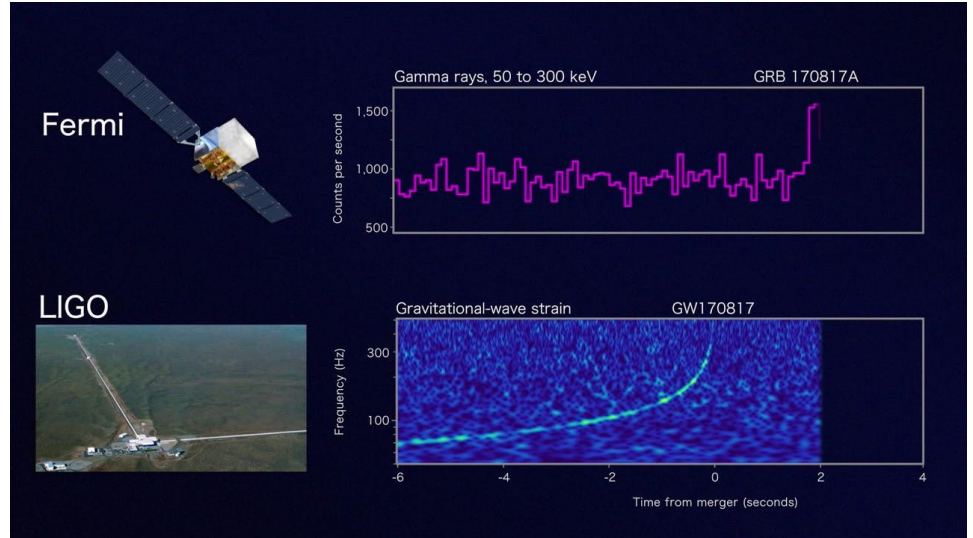 Fermi
Gamma rays, 50 to 300 keV GRB 170817A
Counts per second
1,500
1,000
500
LIGO
Gravitational-wave strain GW170817
Frequency (Hz)
300
100
-6 -4 -2 0 2 4
Time from merger (seconds)